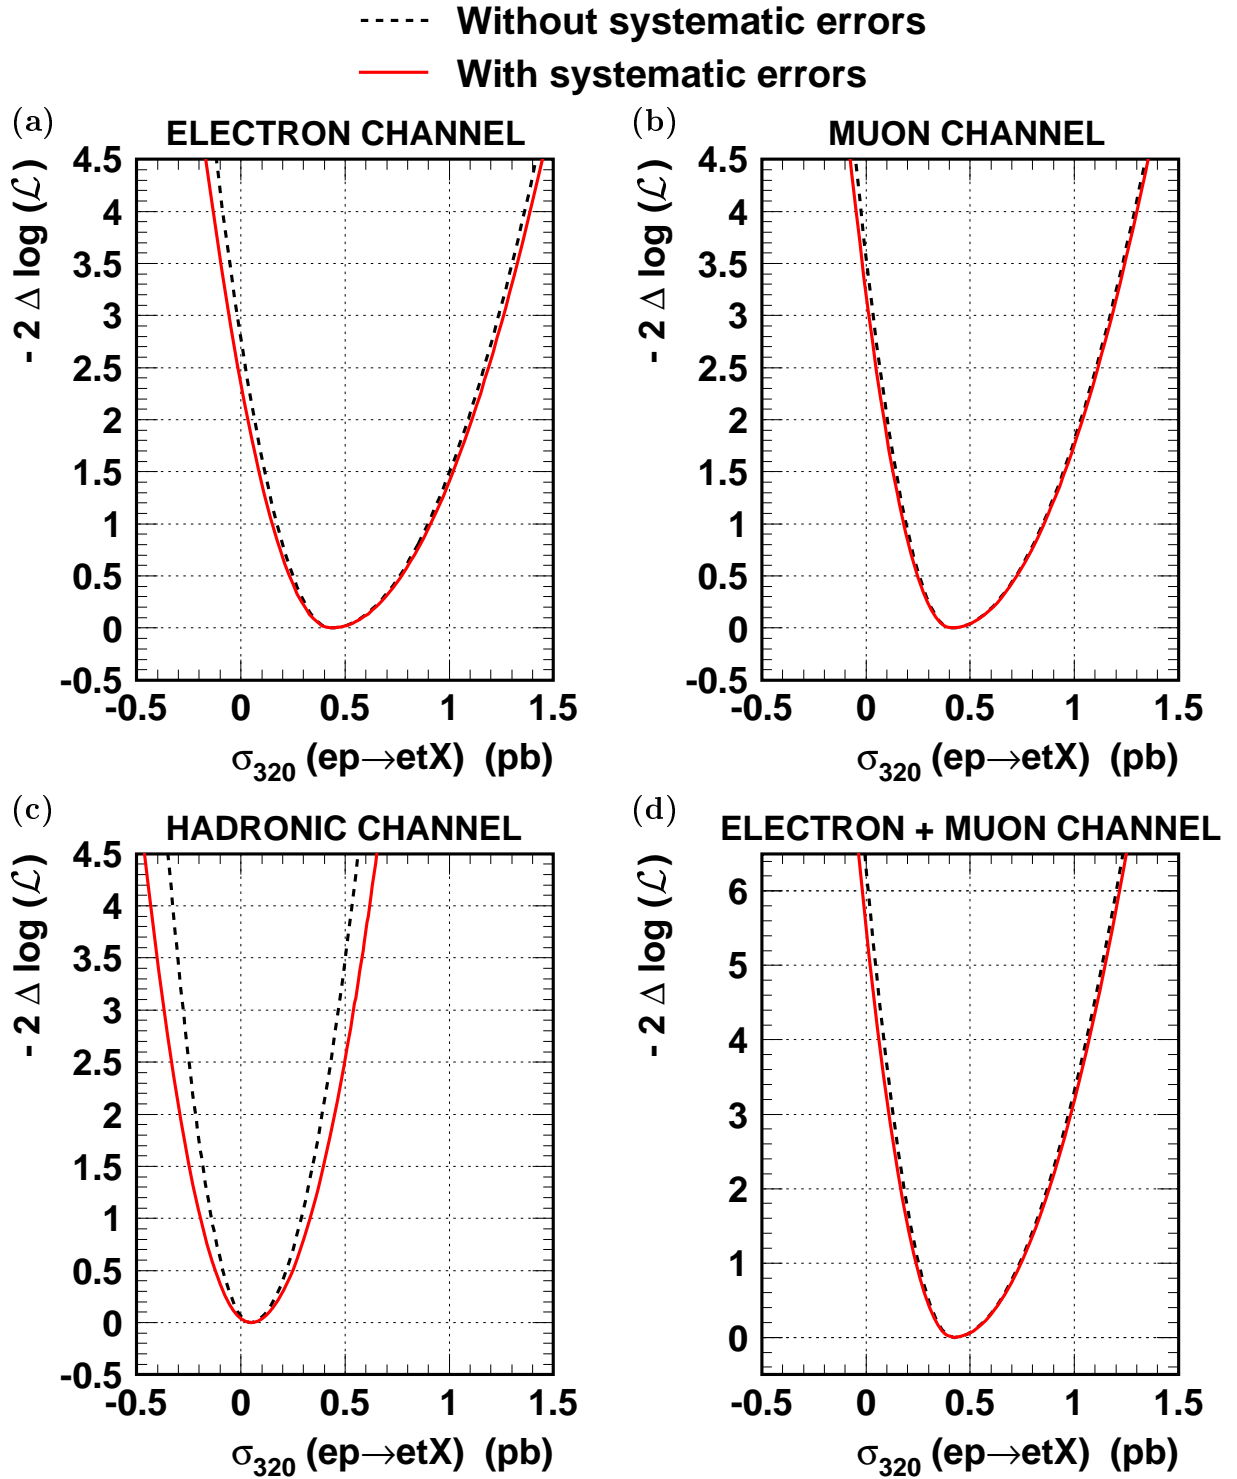 Without systematic errors
With systematic errors
(a)
ELECTRON CHANNEL
- 2 Δ log (ℒ)
4.5
4
3.5
3
2.5
2
1.5
1
0.5
0
-0.5
-0.5 0 0.5 1 1.5
σ320 (ep→etX) (pb)
(b)
MUON CHANNEL
- 2 Δ log (ℒ)
4.5
4
3.5
3
2.5
2
1.5
1
0.5
0
-0.5
-0.5 0 0.5 1 1.5
σ320 (ep→etX) (pb)
(c)
HADRONIC CHANNEL
- 2 Δ log (ℒ)
4.5
4
3.5
3
2.5
2
1.5
1
0.5
0
-0.5
-0.5 0 0.5 1 1.5
σ320 (ep→etX) (pb)
(d)
ELECTRON + MUON CHANNEL
- 2 Δ log (ℒ)
6
5
4
3
2
1
0
-0.5 0 0.5 1 1.5
σ320 (ep→etX) (pb)